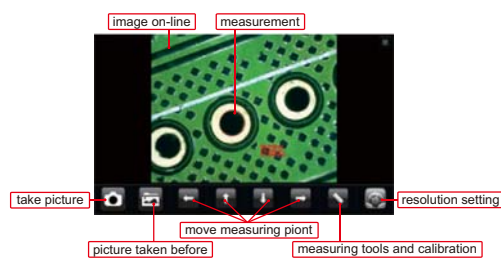 image on-line
measurement
take picture
resolution setting
move measuring piont
picture taken before
measuring tools and calibration